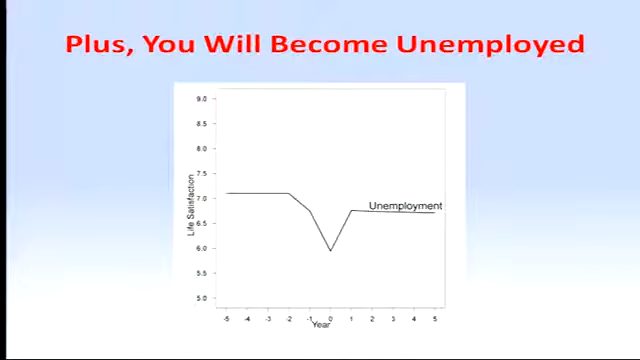 Plus, You Will Become Unemployed
9.0
8.5
8.0
7.5
7.0
6.5
6.0
5.5
5.0
Life Satisfaction
Unemployment
-5 -4 -3 -2 -1 0 1 2 3 4 5
Year